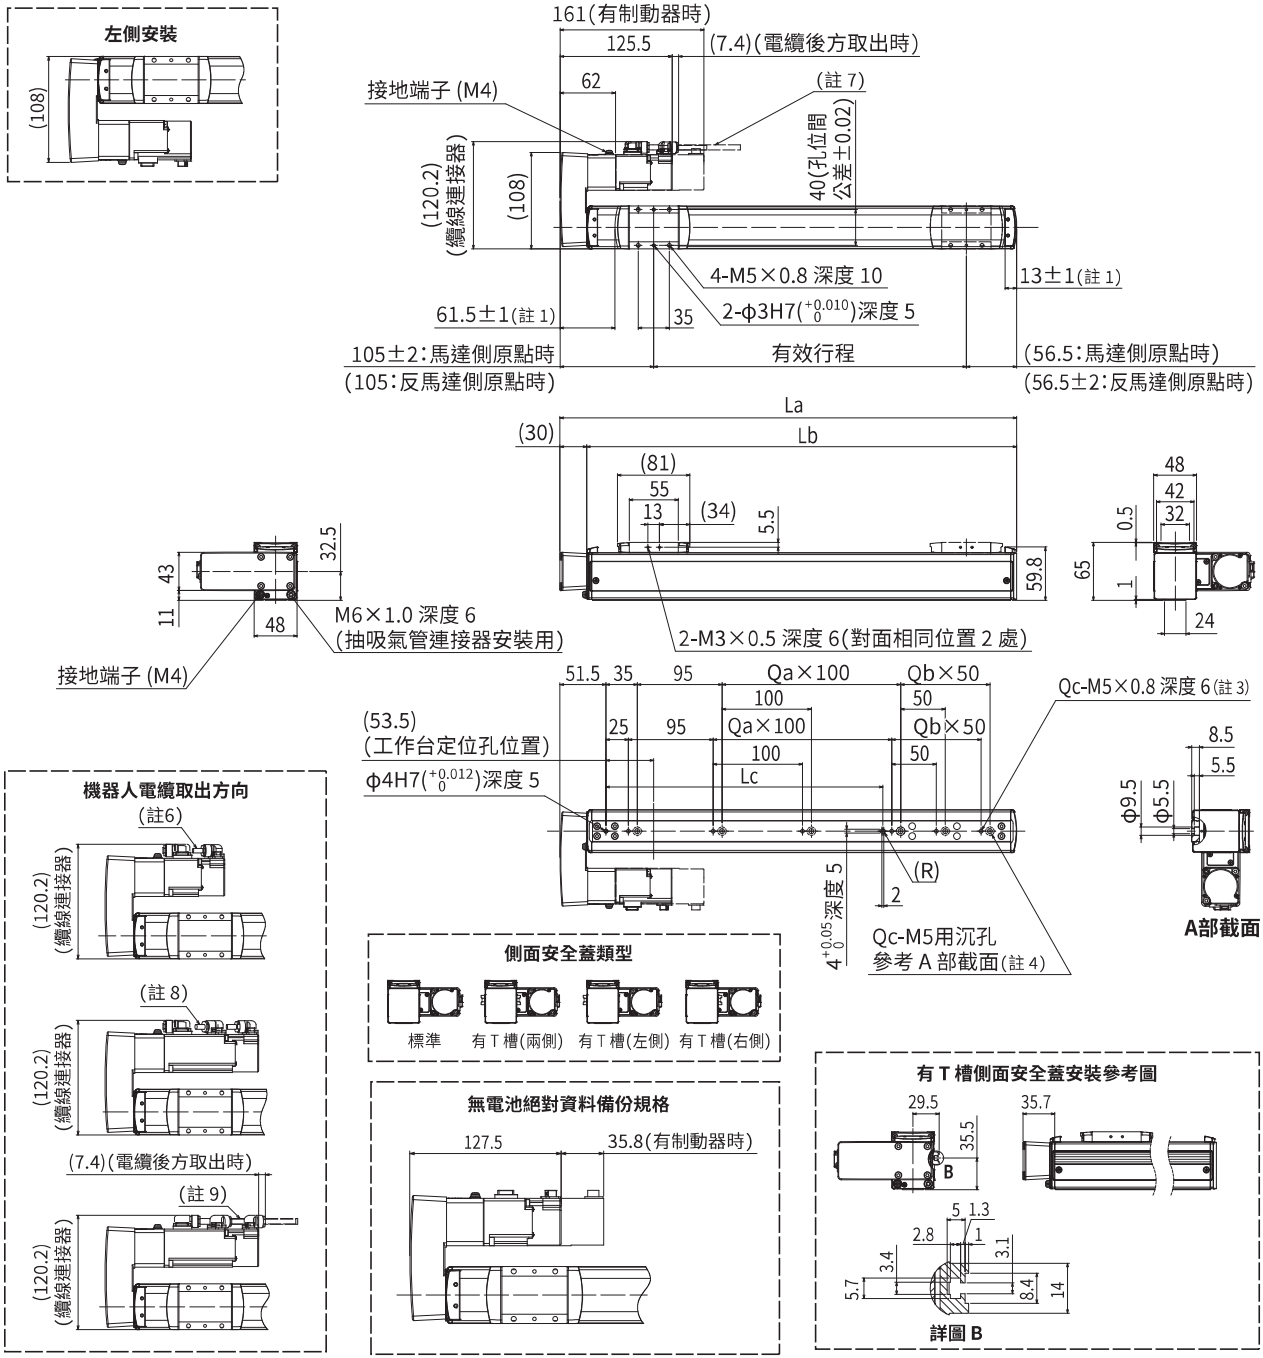 左側安裝
(108)
161(有制動器時)
125.5
(7.4)(電纜後方取出時)
62
(註 7)
接地端子 (M4)
(120.2)
(纜線連接器)
(108)
40(孔位間
公差±0.02)
4-M5×0.8 深度 10
13±1(註 1)
2-φ3H7(+0.010 0)深度 5
61.5±1(註 1)
35
105±2:馬達側原點時
(105:反馬達側原點時)
有效行程
(56.5:馬達側原點時)
(56.5±2:反馬達側原點時)
La
(30)
Lb
(81)
55
13
(34)
5.5
59.8
2-M3×0.5 深度 6(對面相同位置 2 處)
32.5
43
11
48
M6×1.0 深度 6
(抽吸氣管連接器安裝用)
接地端子 (M4)
48
42
32
0.5
65
1
24
51.5
35
95
Qa×100
Qb×50
100
50
25
95
Qa×100
Qb×50
100
50
Lc
(53.5)
(工作台定位孔位置)
φ4H7(+0.012 0)深度 5
Qc-M5×0.8 深度 6(註 3)
(R)
2
4+0.05 0深度 5
Qc-M5用沉孔
參考 A 部截面(註 4)
8.5
5.5
φ9.5
φ5.5
A部截面
機器人電纜取出方向
(註6)
(120.2)
(纜線連接器)
(註 8)
(120.2)
(纜線連接器)
(7.4)(電纜後方取出時)
(註 9)
(120.2)
(纜線連接器)
側面安全蓋類型
標準
有 T 槽(兩側)
有 T 槽(左側)
有 T 槽(右側)
無電池絕對資料備份規格
127.5
35.8(有制動器時)
有 T 槽側面安全蓋安裝參考圖
29.5
35.5
B
35.7
5
1.3
2.8
1
3.4
3.1
5.7
8.4
14
詳圖 B